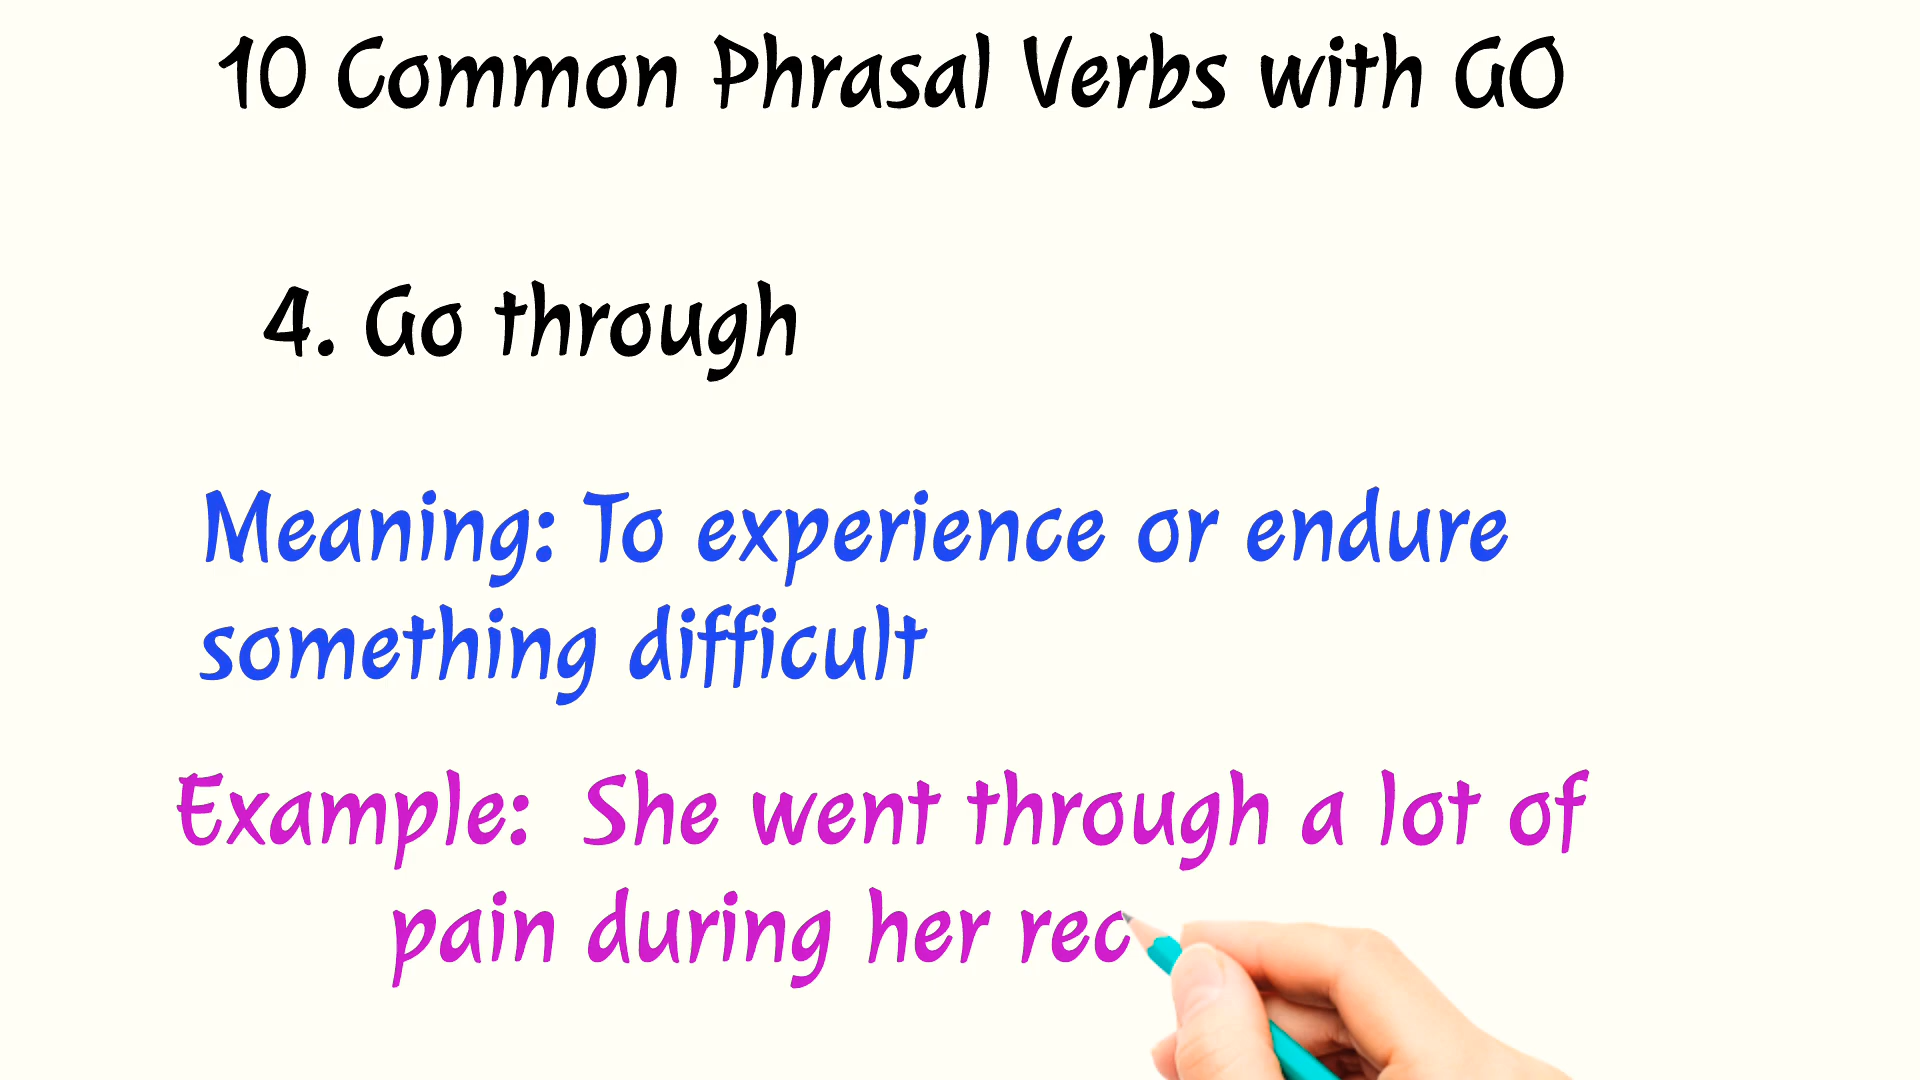 10 Common Phrasal Verbs with GO
4. Go through
Meaning: To experience or endure
something difficult
Example: She went through a lot of
pain during her rec